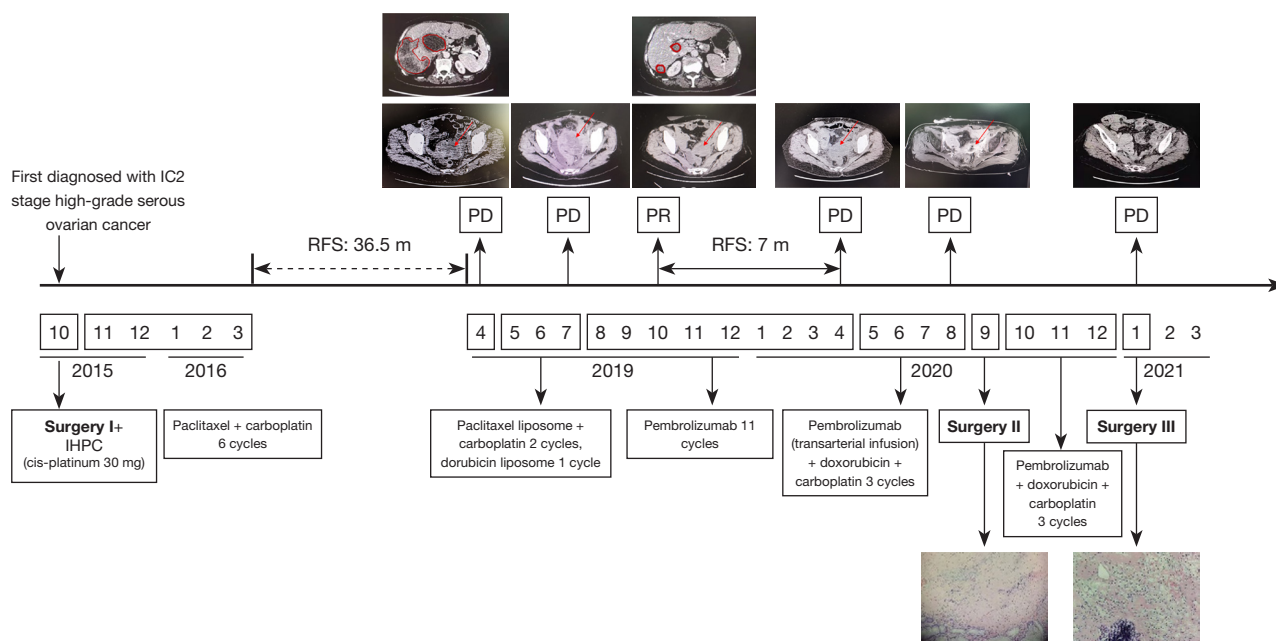 First diagnosed with IC2
stage high-grade serous
ovarian cancer
PD
PD
PR
PD
PD
PD
RFS: 36.5 m
RFS: 7 m
10 11 12 1 2 3 4 5 6 7 8 9 10 11 12 1 2 3 4 5 6 7 8 9 10 11 12 1 2 3
2015 2016 2019 2020 2021
Surgery I+
IHPC
(cis-platinum 30 mg)
Paclitaxel + carboplatin
6 cycles
Paclitaxel liposome +
carboplatin 2 cycles,
dorubicin liposome 1 cycle
Pembrolizumab 11
cycles
Pembrolizumab
(transarterial infusion)
+ doxorubicin +
carboplatin 3 cycles
Surgery II
Pembrolizumab
+ doxorubicin +
carboplatin
3 cycles
Surgery III